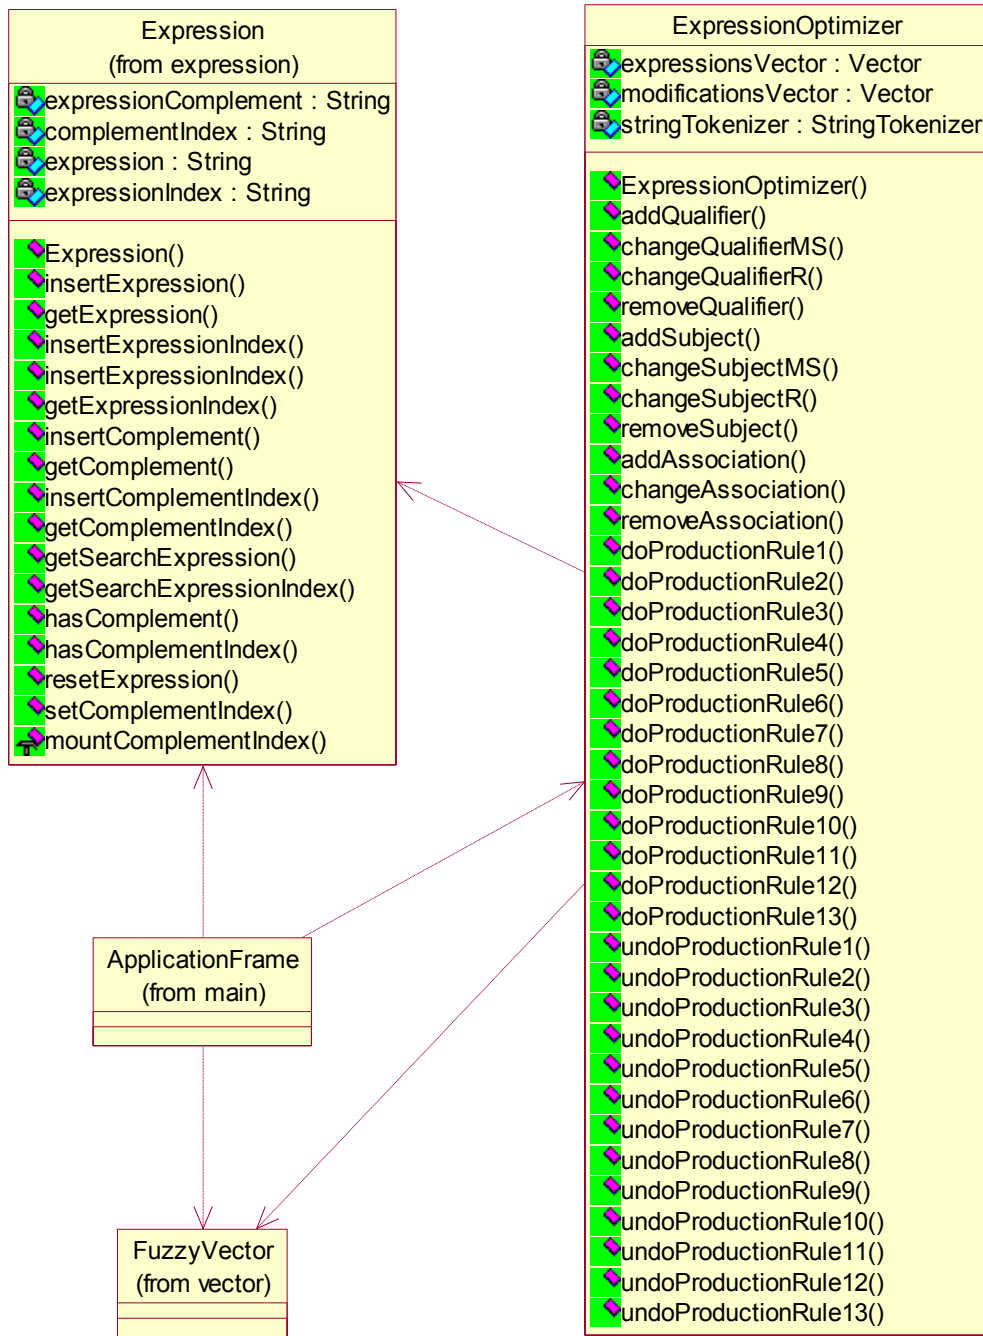 Expression
(from expression)
expressionComplement : String
complementIndex : String
expression : String
expressionIndex : String
Expression()
insertExpression()
getExpression()
insertExpressionIndex()
insertExpressionIndex()
getExpressionIndex()
insertComplement()
getComplement()
insertComplementIndex()
getComplementIndex()
getSearchExpression()
getSearchExpressionIndex()
hasComplement()
hasComplementIndex()
resetExpression()
setComplementIndex()
mountComplementIndex()
ApplicationFrame
(from main)
FuzzyVector
(from vector)
ExpressionOptimizer
expressionsVector : Vector
modificationsVector : Vector
stringTokenizer : StringTokenizer
ExpressionOptimizer()
addQualifier()
changeQualifierMS()
changeQualifierR()
removeQualifier()
addSubject()
changeSubjectMS()
changeSubjectR()
removeSubject()
addAssociation()
changeAssociation()
removeAssociation()
doProductionRule1()
doProductionRule2()
doProductionRule3()
doProductionRule4()
doProductionRule5()
doProductionRule6()
doProductionRule7()
doProductionRule8()
doProductionRule9()
doProductionRule10()
doProductionRule11()
doProductionRule12()
doProductionRule13()
undoProductionRule1()
undoProductionRule2()
undoProductionRule3()
undoProductionRule4()
undoProductionRule5()
undoProductionRule6()
undoProductionRule7()
undoProductionRule8()
undoProductionRule9()
undoProductionRule10()
undoProductionRule11()
undoProductionRule12()
undoProductionRule13()